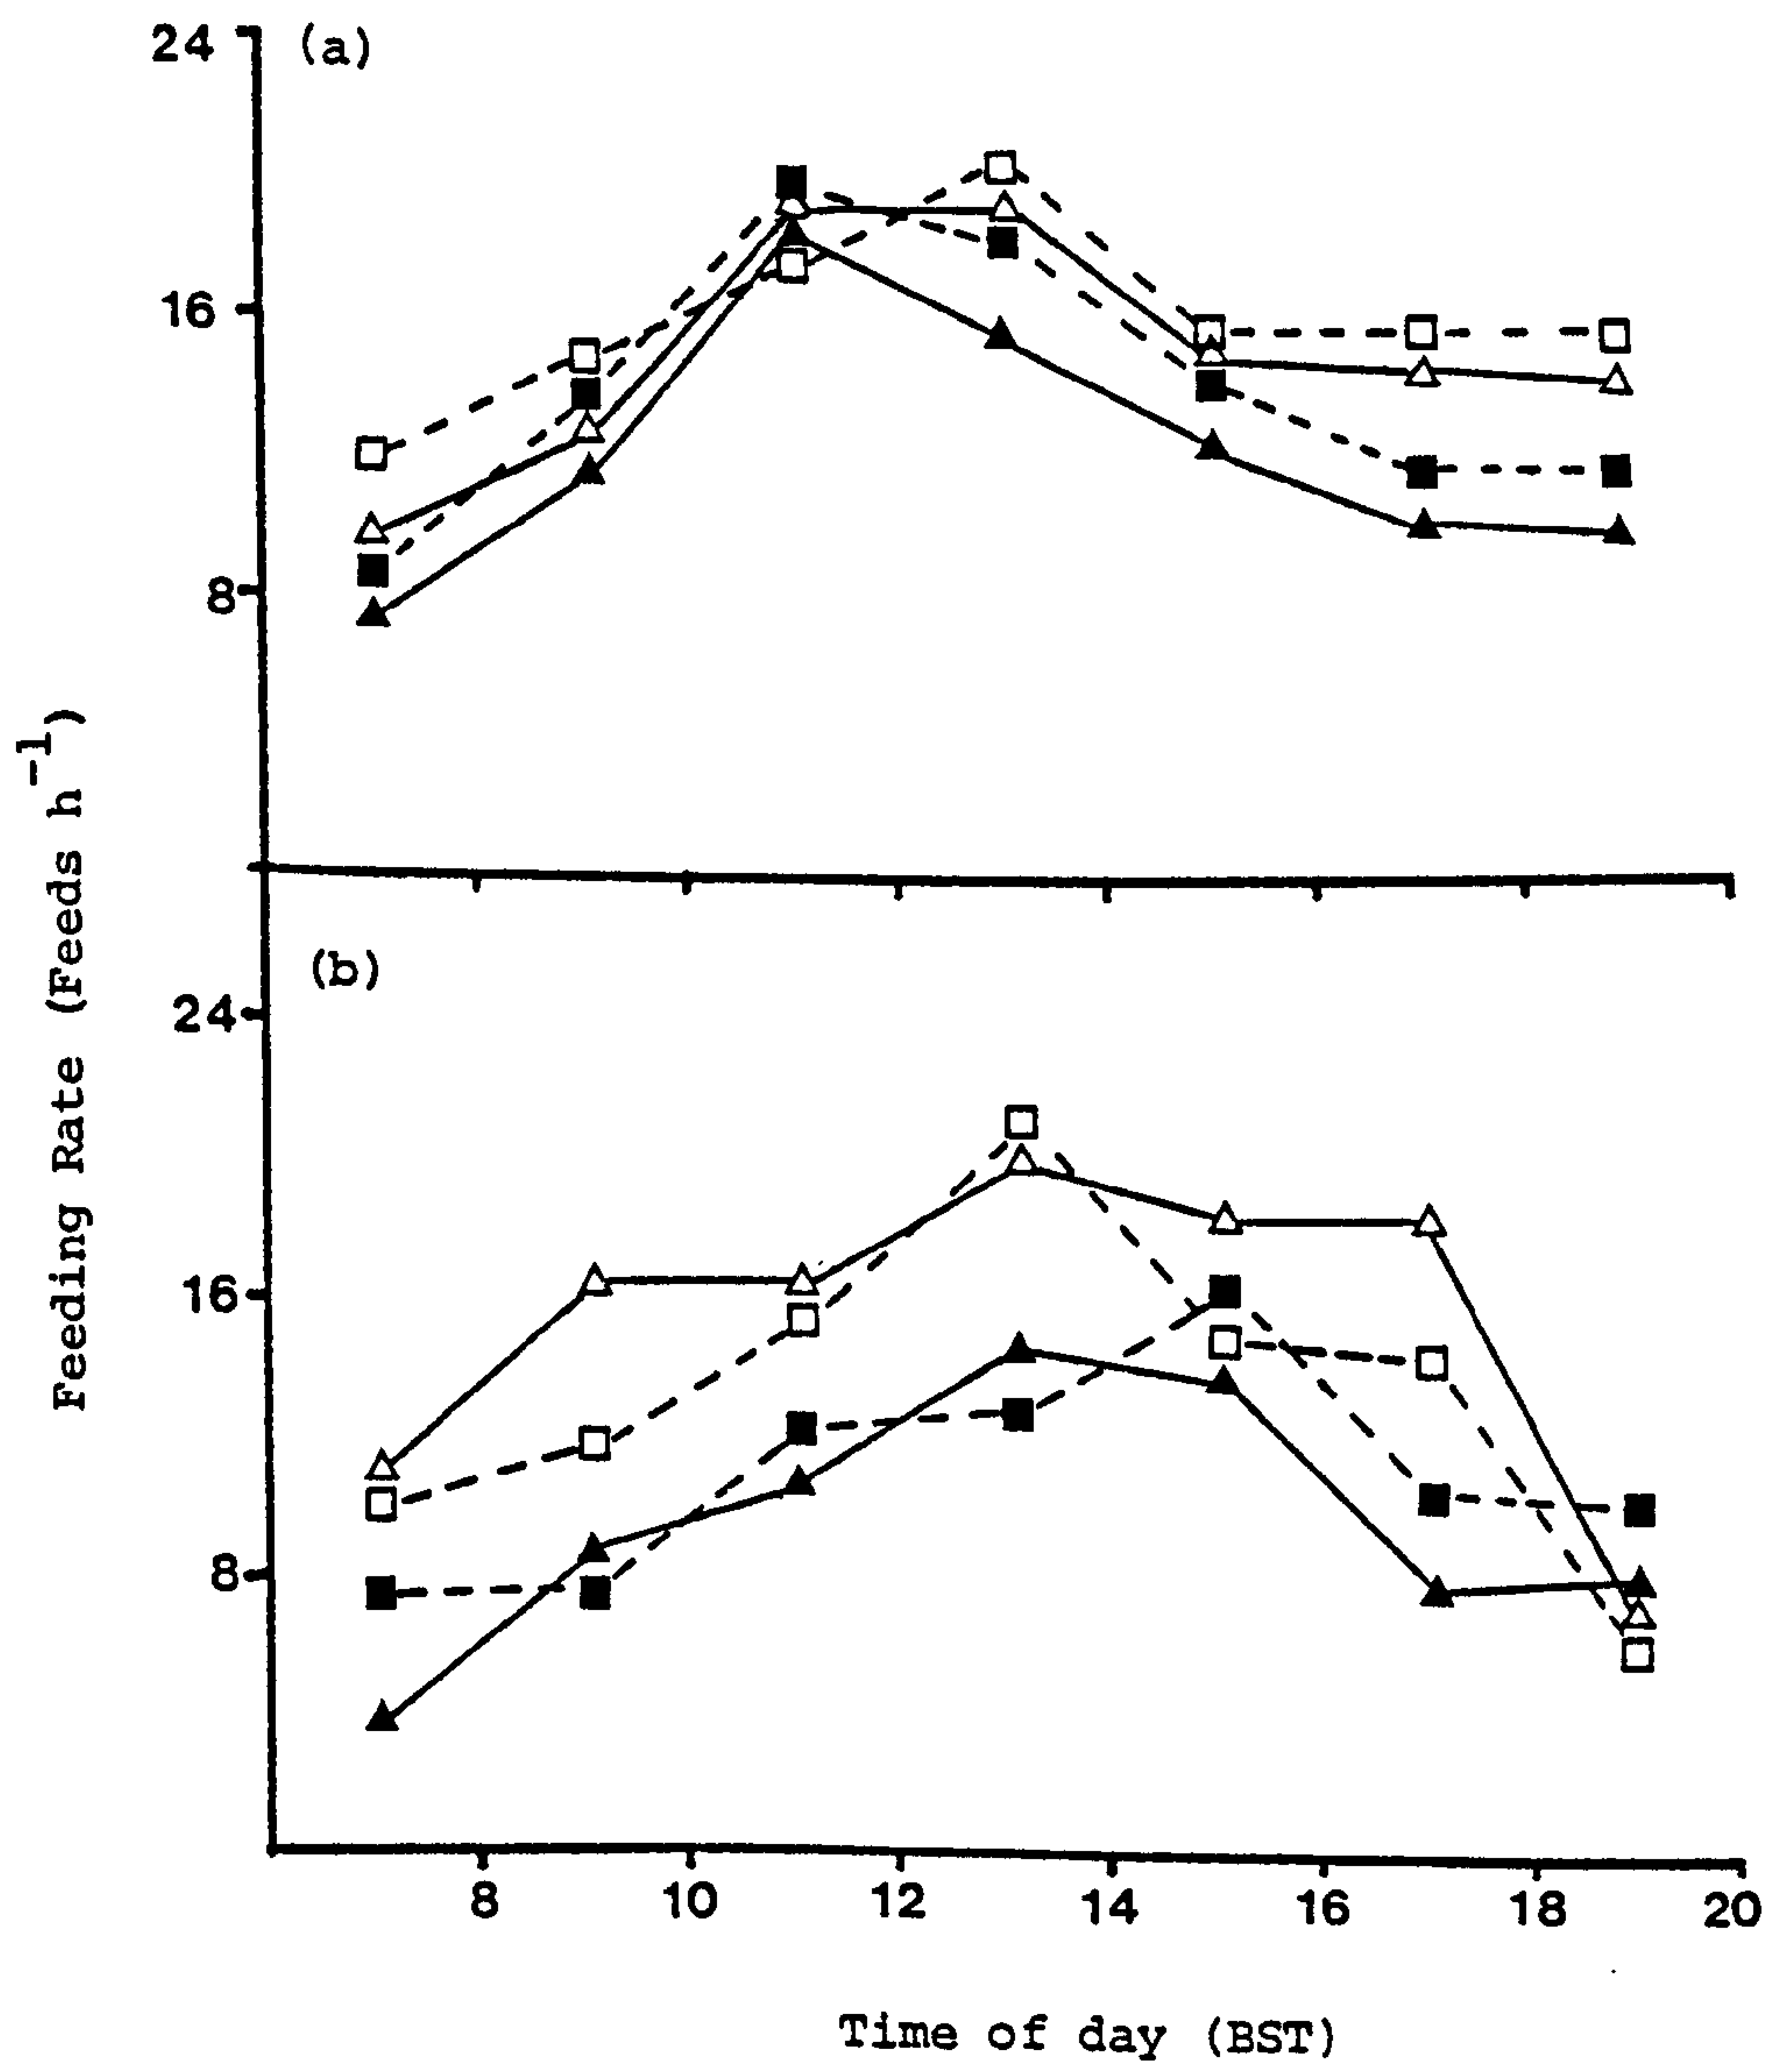 (a)
24
16
8
(b)
24
16
8
Feeding Rate (Feeds h⁻¹)
8 10 12 14 16 18 20
Time of day (BST)